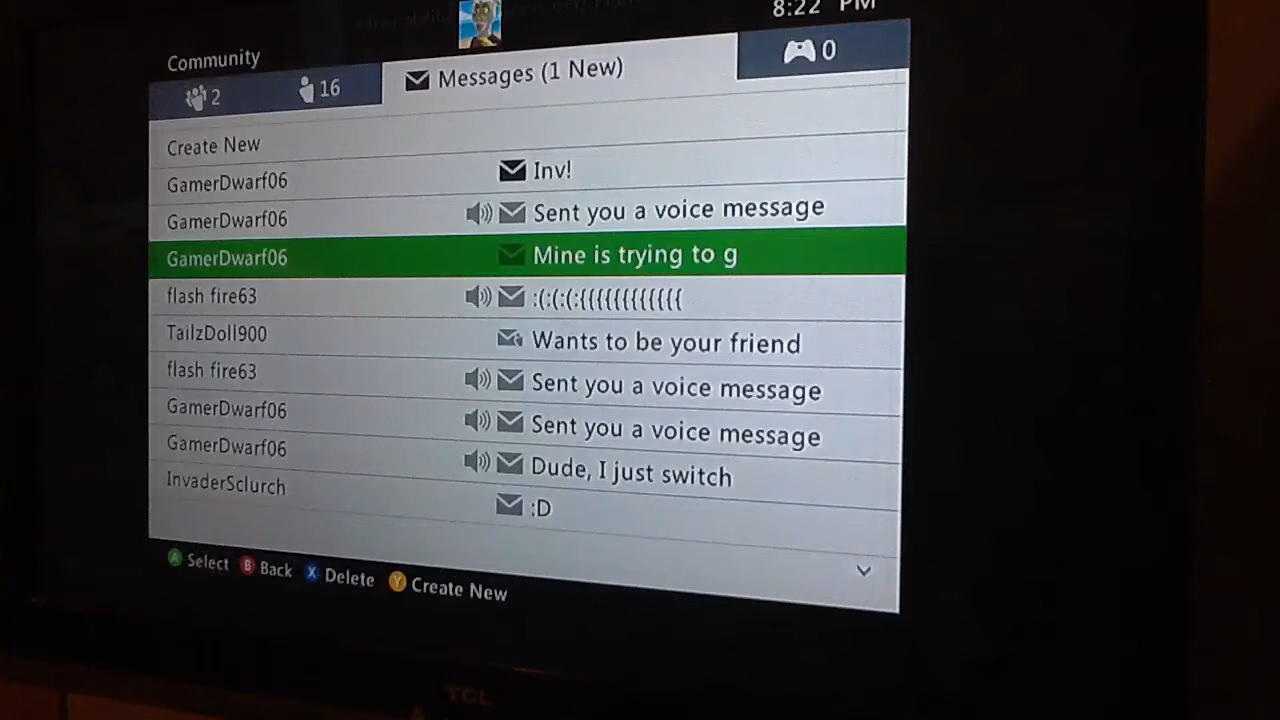 8:22 PM
Community
2
16
Messages (1 New)
0
Create New
GamerDwarf06 Inv!
GamerDwarf06 Sent you a voice message
GamerDwarf06 Mine is trying to g
flash fire63 :(:(:(:{{{{{{{{{{{{{
TailzDoll900 Wants to be your friend
flash fire63 Sent you a voice message
GamerDwarf06 Sent you a voice message
GamerDwarf06 Dude, I just switch
InvaderSclurch :D
A Select B Back X Delete Y Create New
TCL